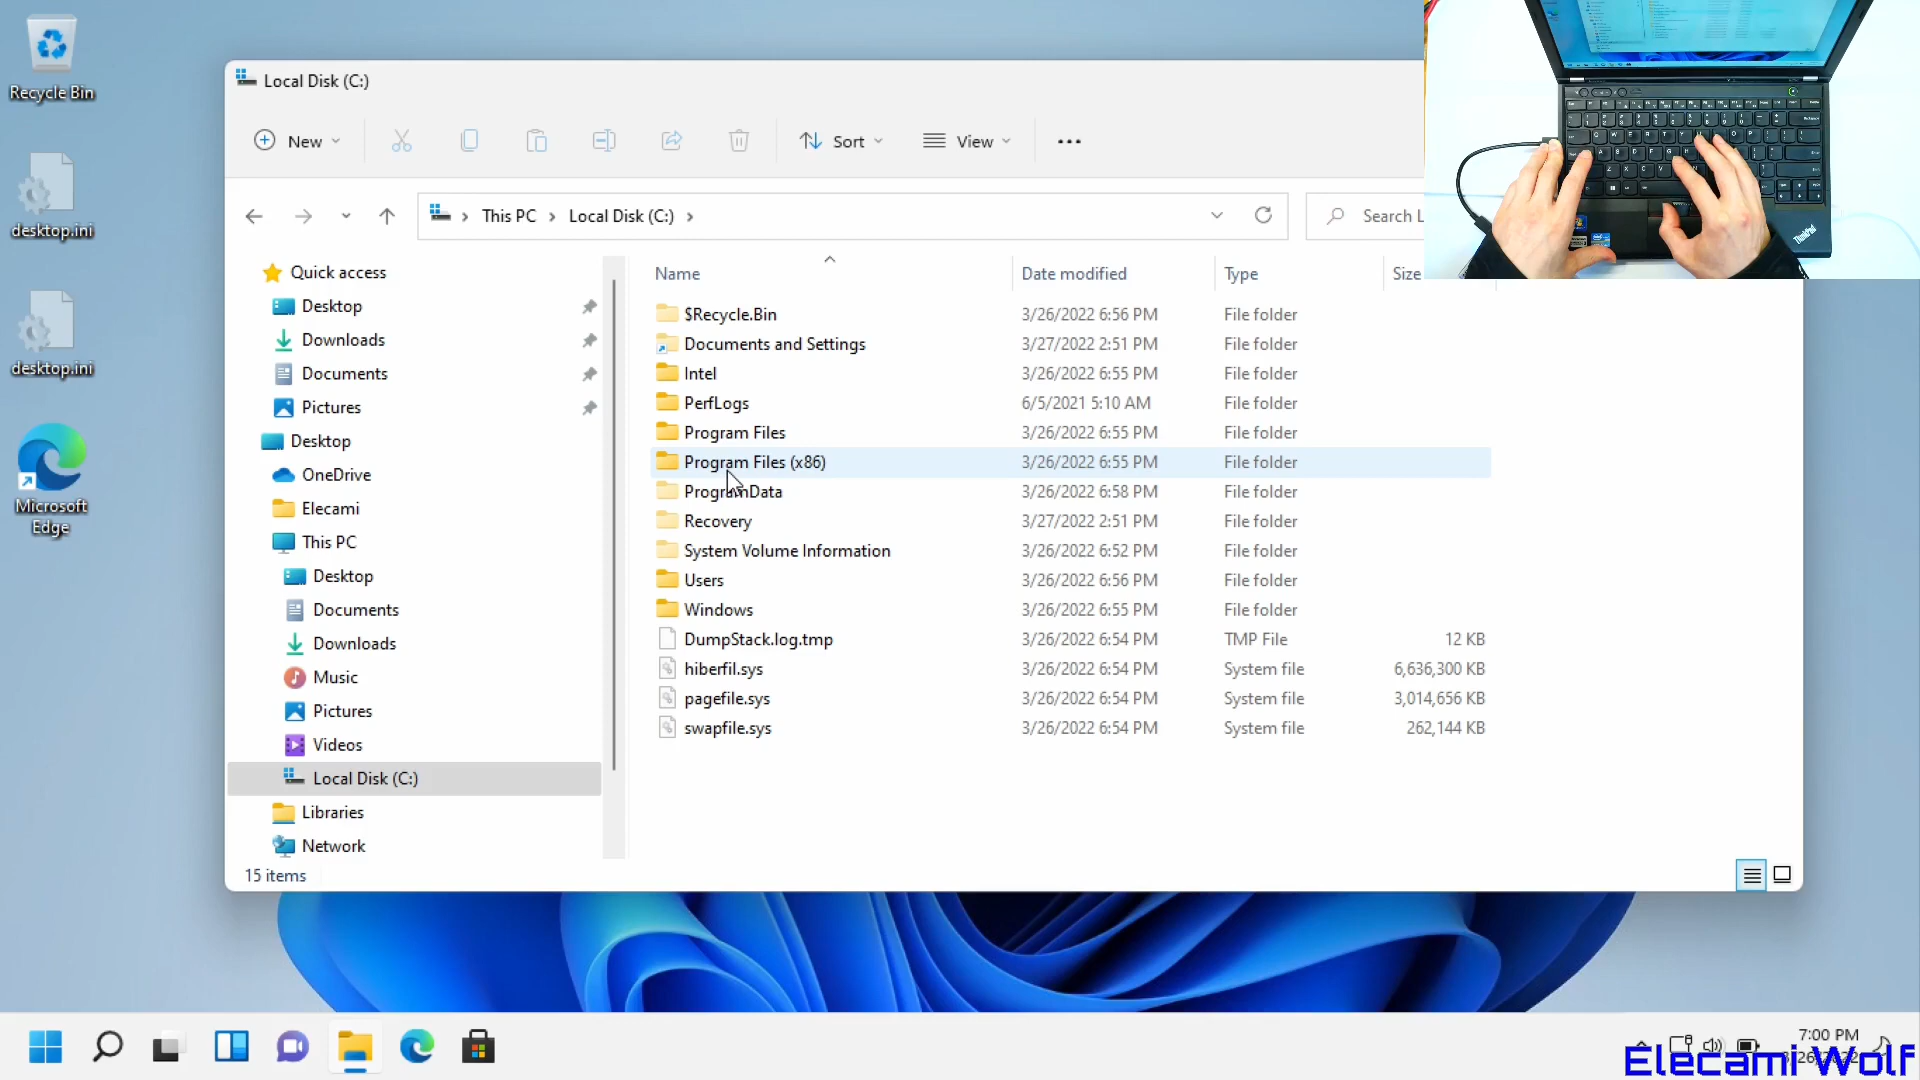 Recycle Bin
desktop.ini
desktop.ini
Microsoft
Edge
Local Disk (C:)
New
Sort
View
This PC
Local Disk (C:)
Search L
Quick access
Desktop
Downloads
Documents
Pictures
Desktop
OneDrive
Elecami
This PC
Desktop
Documents
Downloads
Music
Pictures
Videos
Local Disk (C:)
Libraries
Network
Name Date modified Type Size
$Recycle.Bin 3/26/2022 6:56 PM File folder
Documents and Settings 3/27/2022 2:51 PM File folder
Intel 3/26/2022 6:55 PM File folder
PerfLogs 6/5/2021 5:10 AM File folder
Program Files 3/26/2022 6:55 PM File folder
Program Files (x86) 3/26/2022 6:55 PM File folder
ProgramData 3/26/2022 6:58 PM File folder
Recovery 3/27/2022 2:51 PM File folder
System Volume Information 3/26/2022 6:52 PM File folder
Users 3/26/2022 6:56 PM File folder
Windows 3/26/2022 6:55 PM File folder
DumpStack.log.tmp 3/26/2022 6:54 PM TMP File 12 KB
hiberfil.sys 3/26/2022 6:54 PM System file 6,636,300 KB
pagefile.sys 3/26/2022 6:54 PM System file 3,014,656 KB
swapfile.sys 3/26/2022 6:54 PM System file 262,144 KB
15 items
ThinkPad
7:00 PM
Elecami Wolf